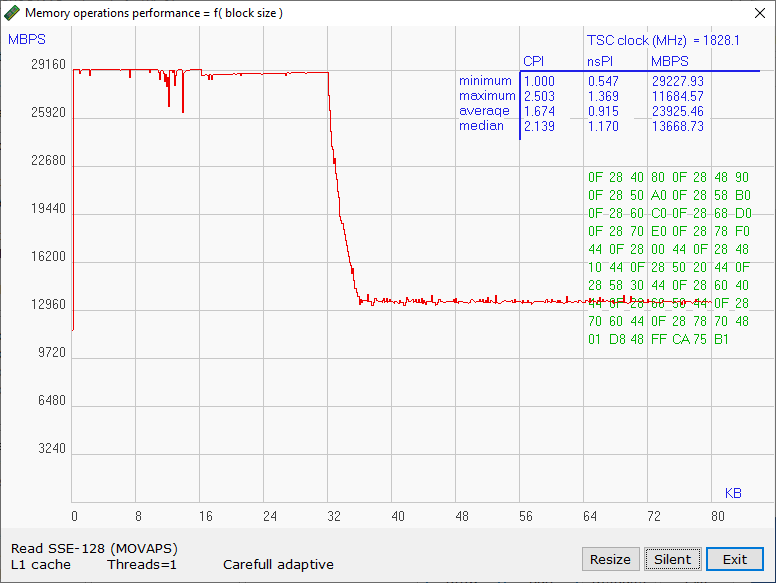 Memory operations performance = f( block size )
MBPS
TSC clock (MHz) = 1828.1
CPI nsPI MBPS
minimum 1.000 0.547 29227.93
maximum 2.503 1.369 11684.57
average 1.674 0.915 23925.46
median 2.139 1.170 13668.73
29160
25920
22680
19440
16200
12960
9720
6480
3240
0F 28 40 80 0F 28 48 90
0F 28 50 A0 0F 28 58 B0
0F 28 60 C0 0F 28 68 D0
0F 28 70 E0 0F 28 78 F0
44 0F 28 00 44 0F 28 48
10 44 0F 28 50 20 44 0F
28 58 30 44 0F 28 60 40
44 0F 28 68 50 44 0F 28
70 60 44 0F 28 78 70 48
01 D8 48 FF CA 75 B1
KB
0 8 16 24 32 40 48 56 64 72 80
Read SSE-128 (MOVAPS)
L1 cache Threads=1 Carefull adaptive
Resize Silent Exit